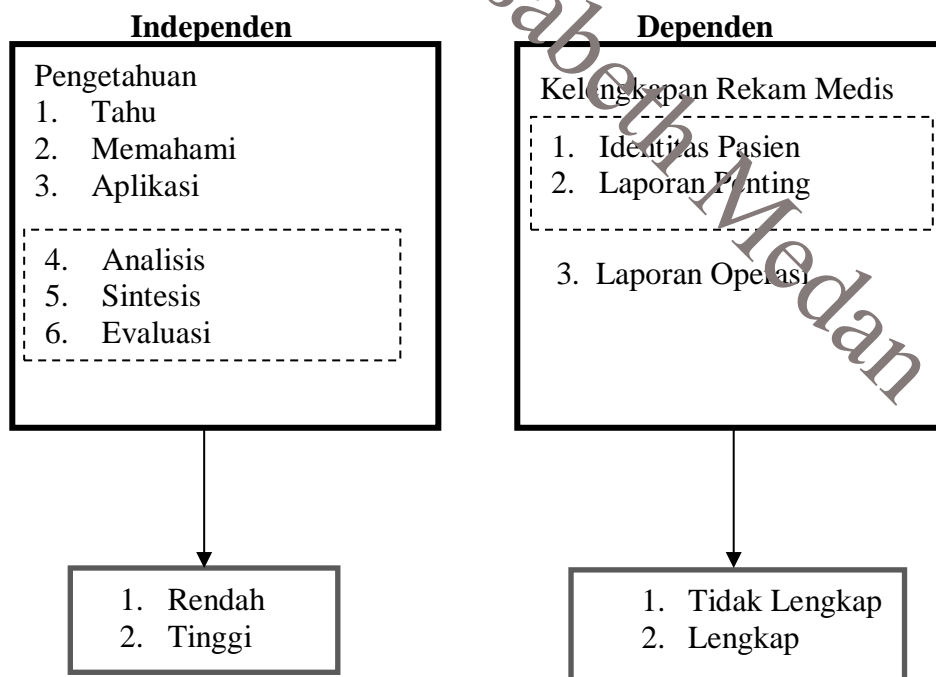 Independen
Pengetahuan
1. Tahu
2. Memahami
3. Aplikasi
4. Analisis
5. Sintesis
6. Evaluasi
1. Rendah
2. Tinggi
Dependen
Kelengkapan Rekam Medis
1. Identitas Pasien
2. Laporan Penting
3. Laporan Operasi
1. Tidak Lengkap
2. Lengkap
Medan